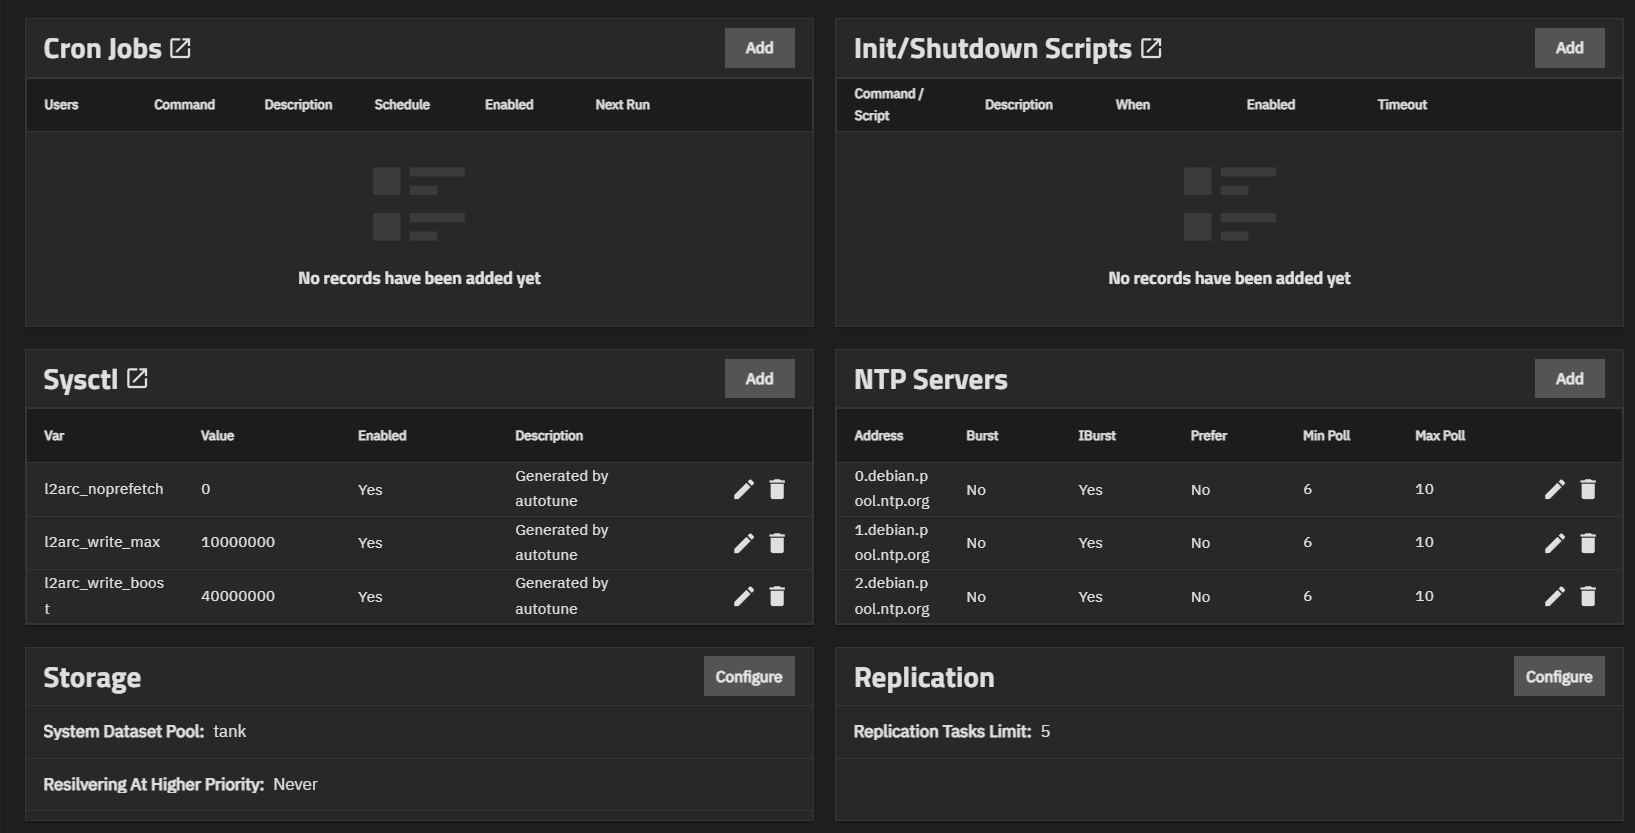 Cron Jobs
Add
Users Command Description Schedule Enabled Next Run
No records have been added yet
Init/Shutdown Scripts
Add
Command /
Script
Description When Enabled Timeout
No records have been added yet
Sysctl
Add
Var Value Enabled Description
l2arc_noprefetch 0 Yes
Generated by
autotune
l2arc_write_max 10000000 Yes
Generated by
autotune
l2arc_write_boos
t
40000000 Yes
Generated by
autotune
NTP Servers
Add
Address Burst IBurst Prefer Min Poll Max Poll
0.debian.p
ool.ntp.org
No Yes No 6 10
1.debian.p
ool.ntp.org
No Yes No 6 10
2.debian.p
ool.ntp.org
No Yes No 6 10
Storage
Configure
System Dataset Pool: tank
Resilvering At Higher Priority: Never
Replication
Configure
Replication Tasks Limit: 5